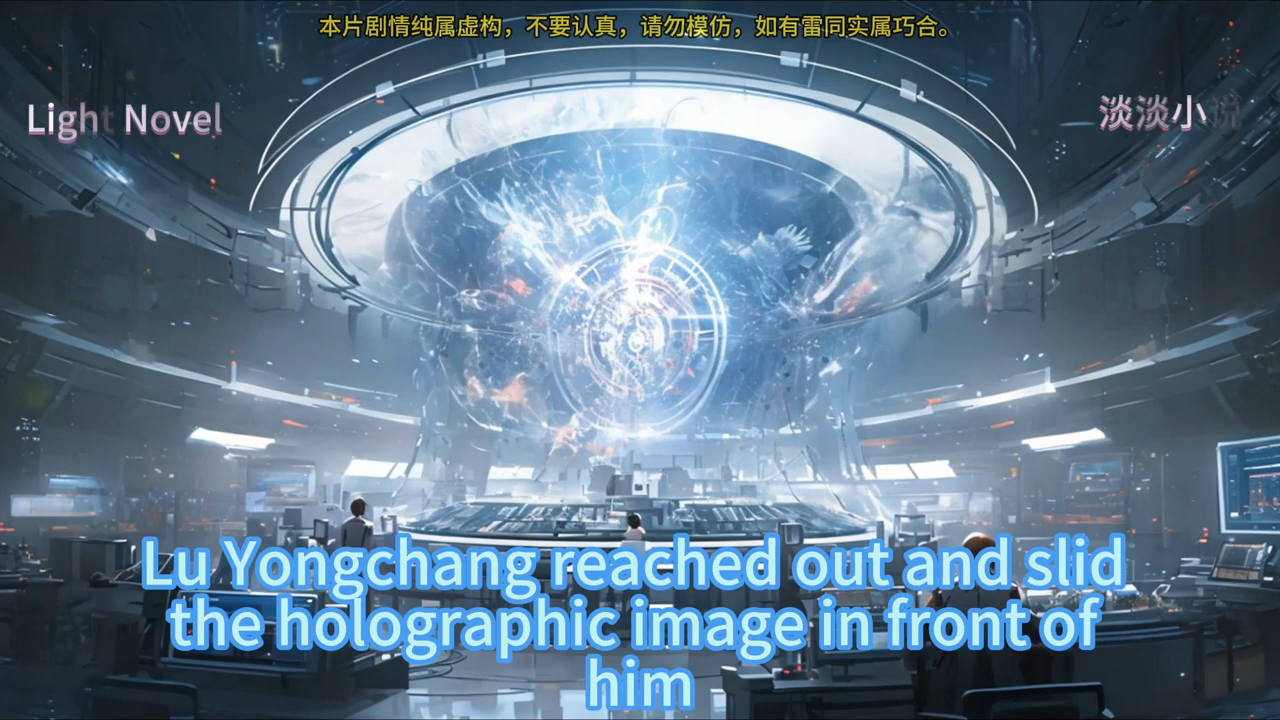 本片剧情纯属虚构，不要认真，请勿模仿，如有雷同实属巧合。
Light Novel
淡淡小说
Lu Yongchang reached out and slid
the holographic image in front of
him